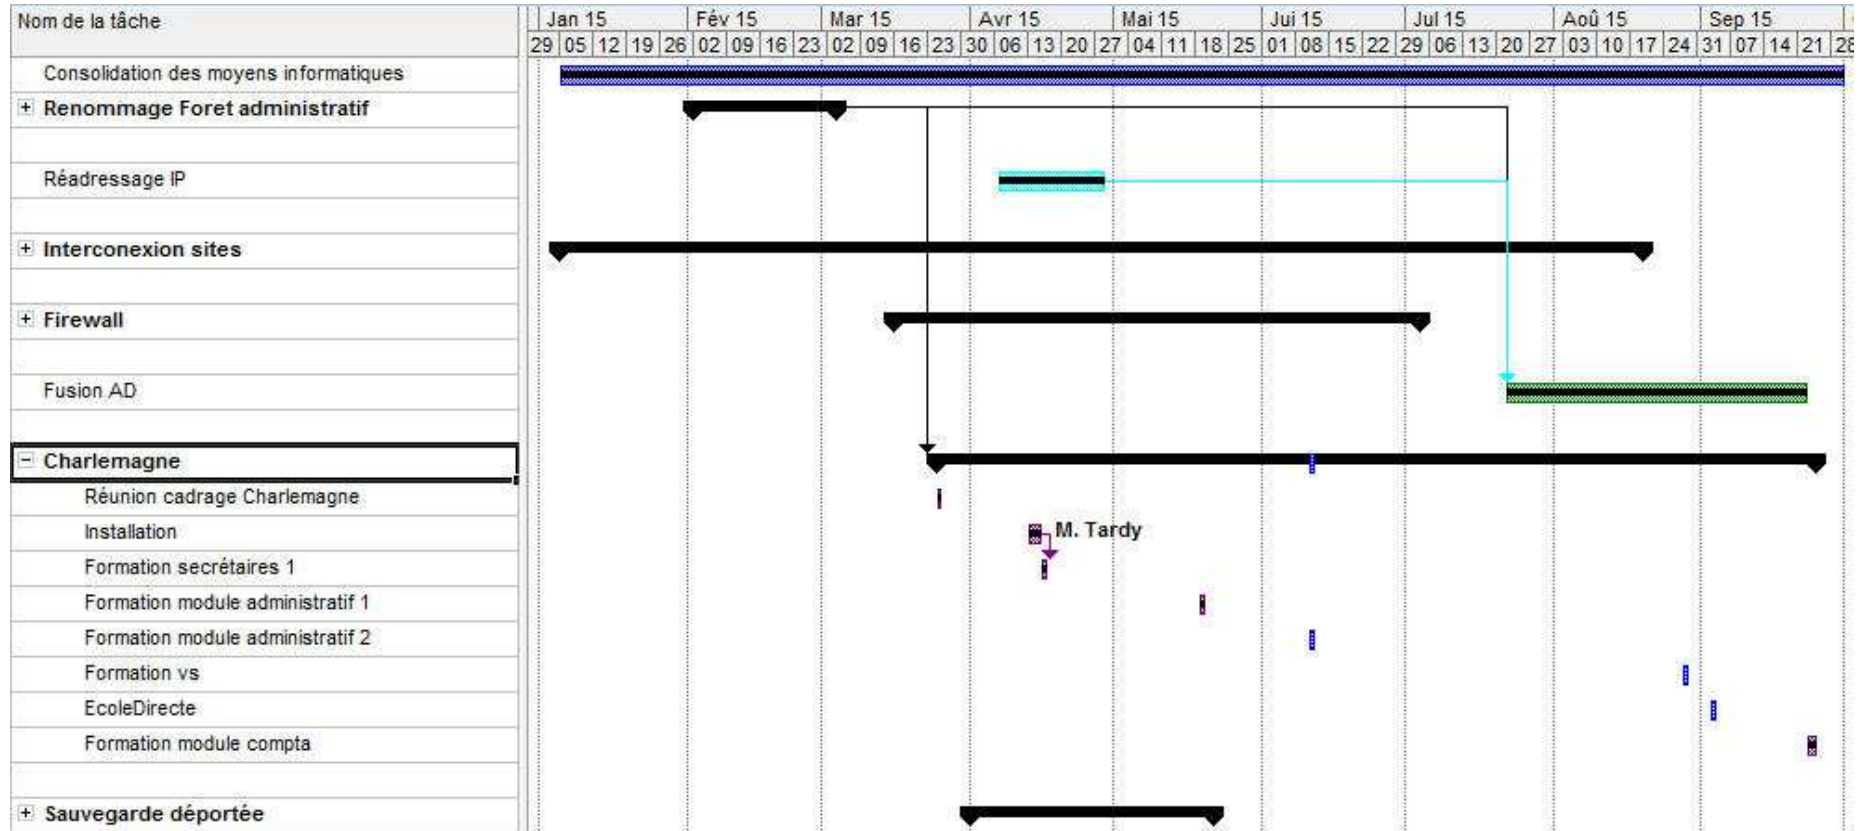 Nom de la tâche
Jan 15 Fév 15 Mar 15 Avr 15 Mai 15 Jui 15 Jul 15 Aoû 15 Sep 15
29 05 12 19 26 02 09 16 23 02 09 16 23 30 06 13 20 27 04 11 18 25 01 08 15 22 29 06 13 20 27 03 10 17 24 31 07 14 21 28
Consolidation des moyens informatiques
+ Renommage Foret administratif
Réadressage IP
+ Interconexion sites
+ Firewall
Fusion AD
− Charlemagne
Réunion cadrage Charlemagne
Installation M. Tardy
Formation secrétaires 1
Formation module administratif 1
Formation module administratif 2
Formation vs
EcoleDirecte
Formation module compta
+ Sauvegarde déportée